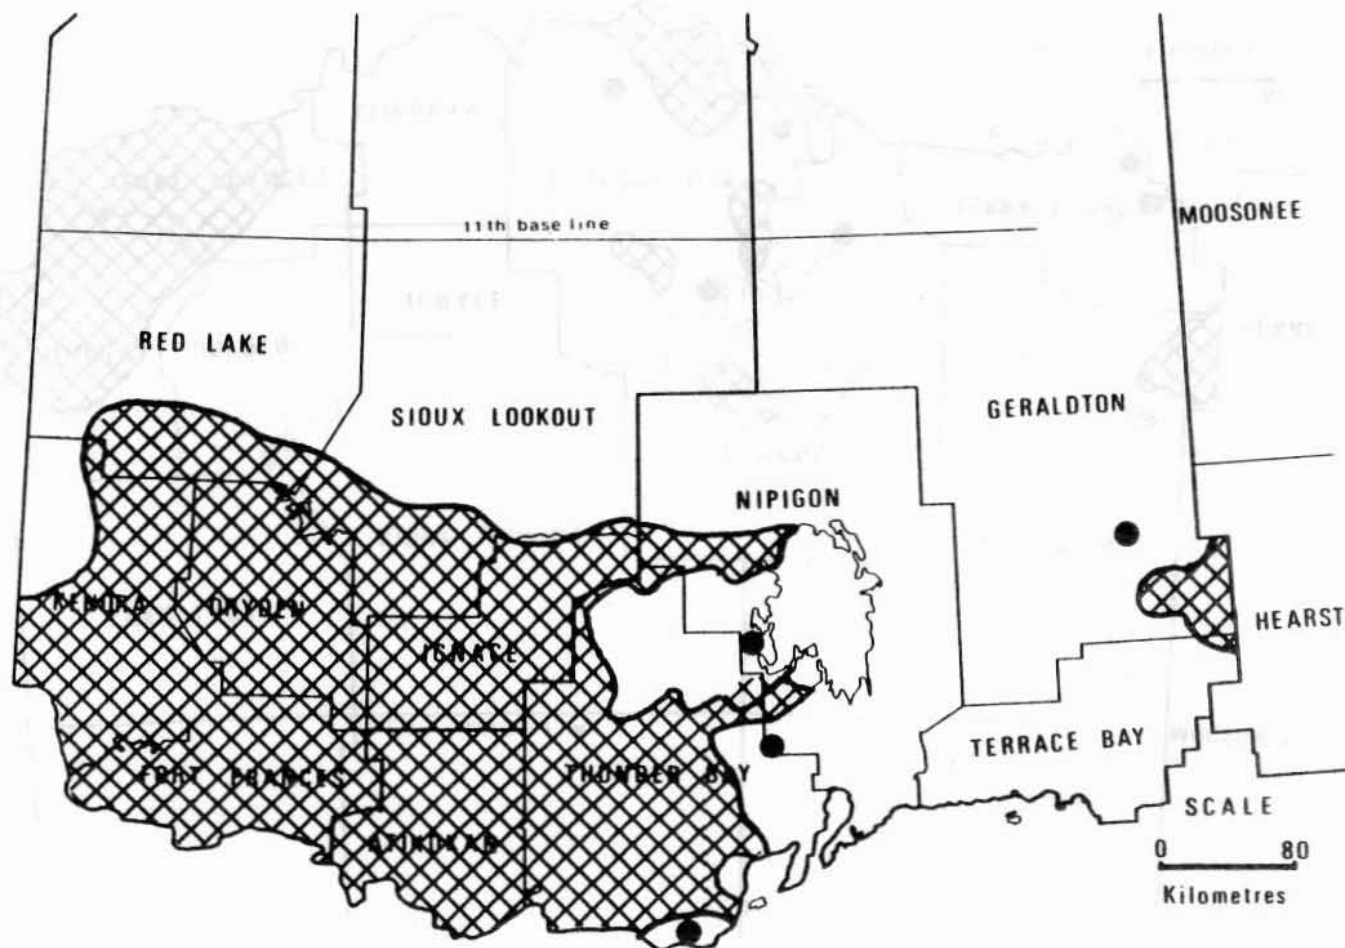 MOOSONEE
11th base line
RED LAKE
SIOUX LOOKOUT
GERALDTON
NIPIGON
KENORA
DRYDEN
IGNACE
HEARST
TERRACE BAY
FORT FRANCES
THUNDER BAY
ATIKOKAN
SCALE
0 80
Kilometres